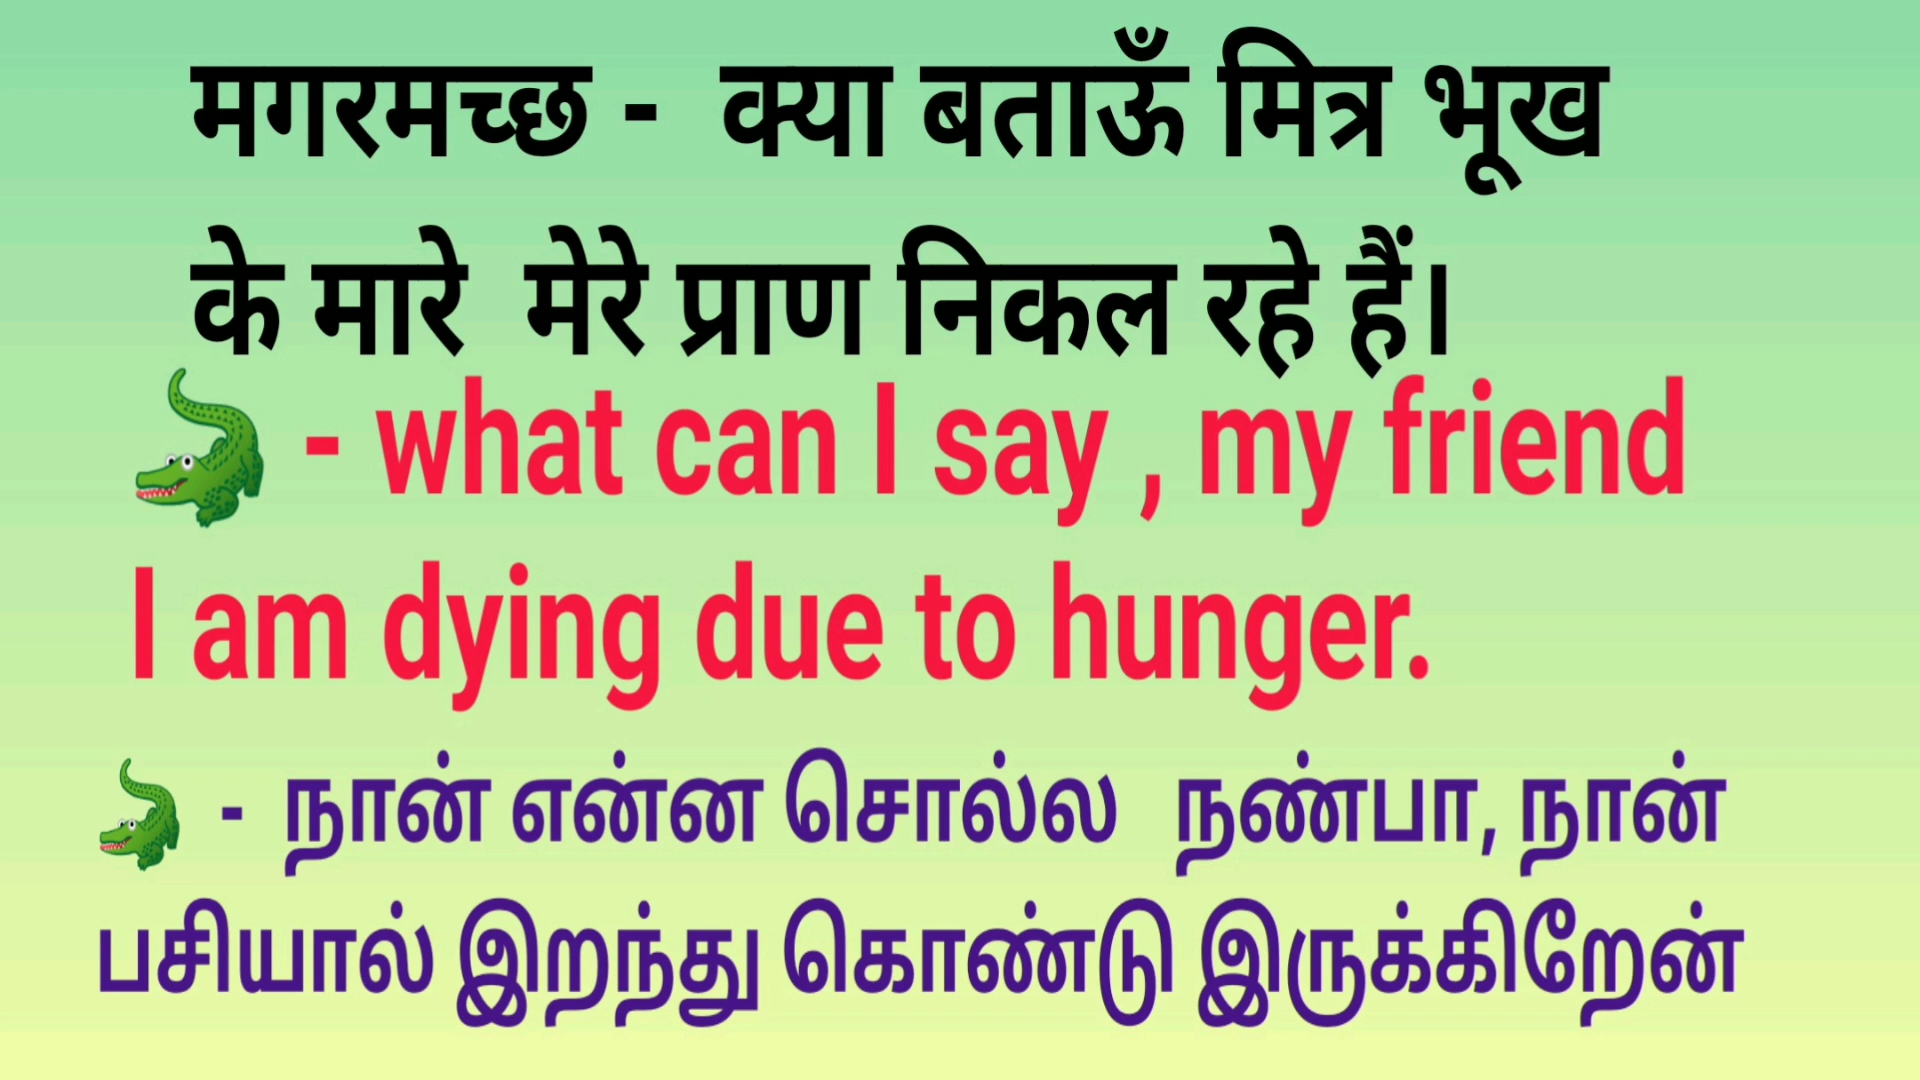 मगरमच्छ - क्या बताऊँ मित्र भूख
के मारे मेरे प्राण निकल रहे हैं।
🐊 - what can I say , my friend
I am dying due to hunger.
🐊 - நான் என்ன சொல்ல நண்பா, நான்
பசியால் இறந்து கொண்டு இருக்கிறேன்